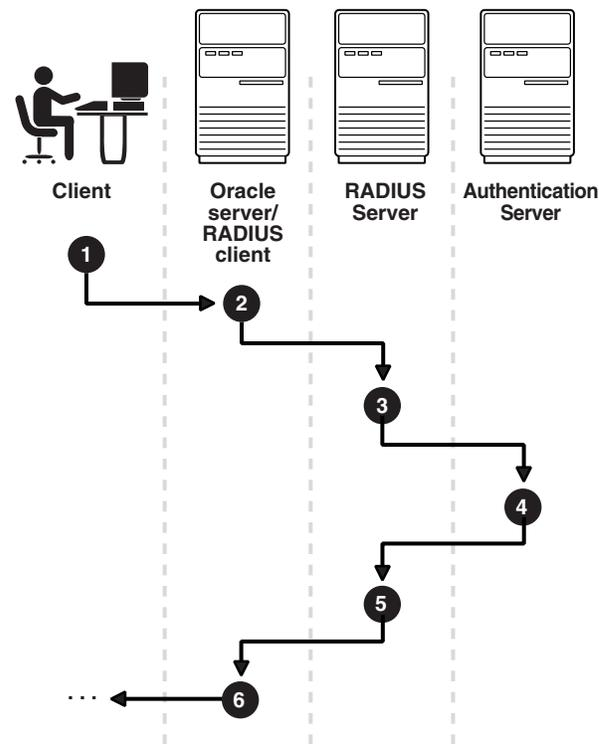 Client
Oracle
server/
RADIUS
client
RADIUS
Server
Authentication
Server
1
2
3
4
5
6
...